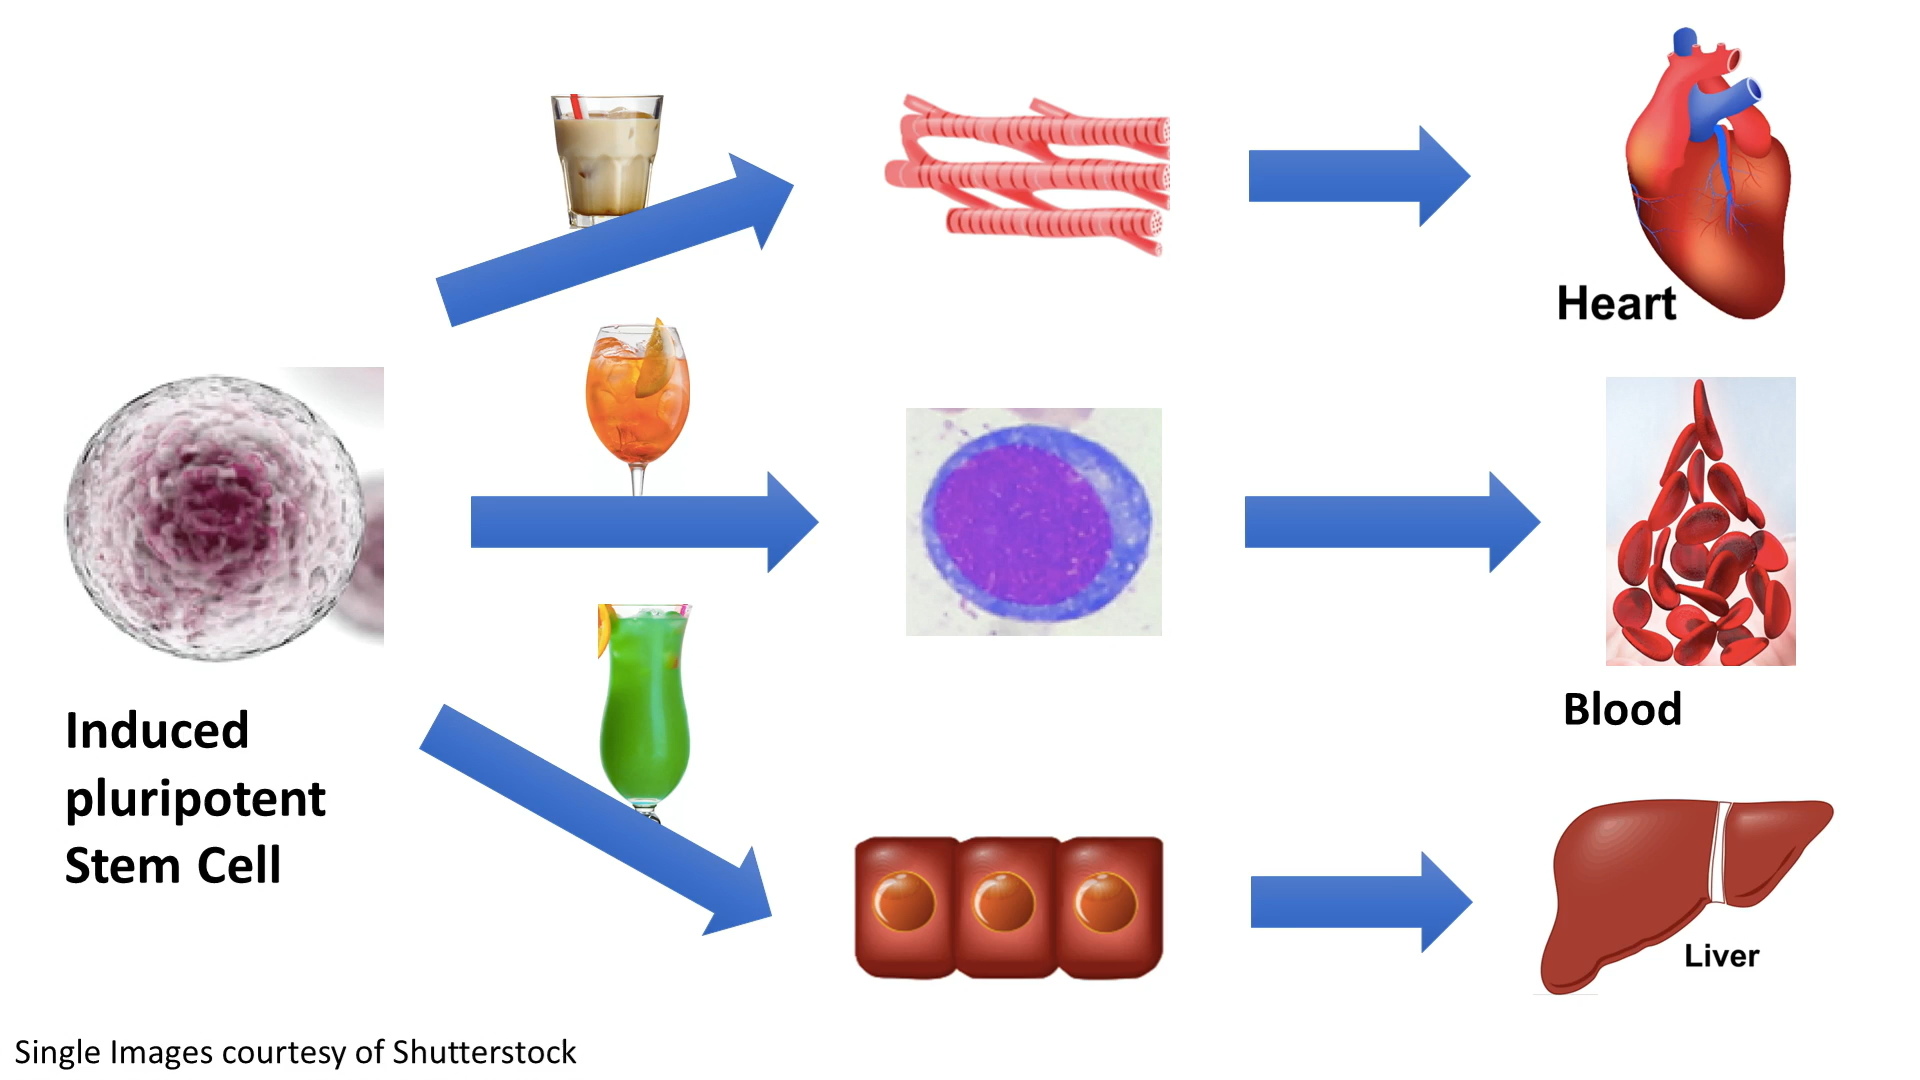 Heart
Induced
pluripotent
Stem Cell
Blood
Liver
Single Images courtesy of Shutterstock